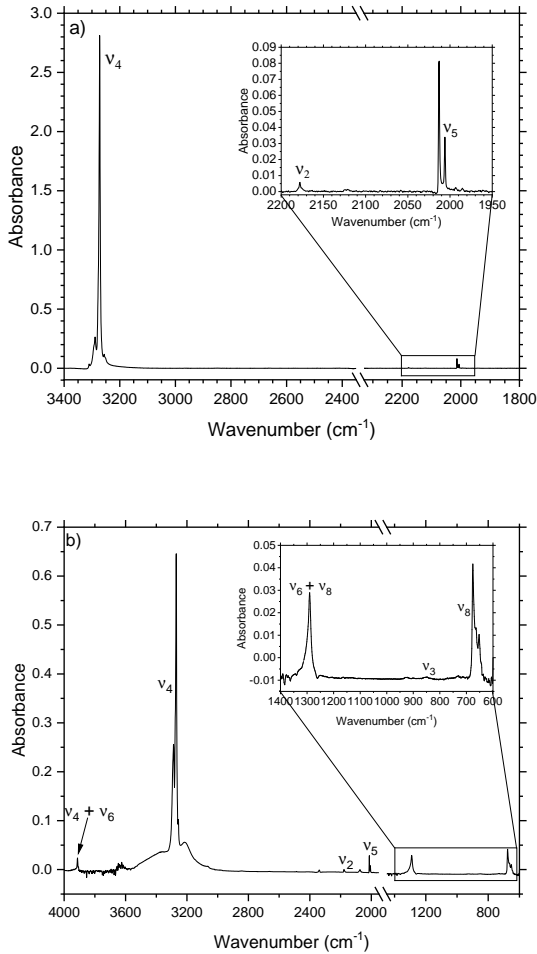 a)
3.0
2.5
2.0
1.5
1.0
0.5
0.0
Absorbance
ν4
3400 3200 3000 2800 2600 2400 2200 2000 1800
Wavenumber (cm-1)
0.09
0.08
0.07
0.06
0.05
0.04
0.03
0.02
0.01
0.00
Absorbance
ν2
ν5
2200 2150 2100 2050 2000 1950
Wavenumber (cm-1)
b)
0.7
0.6
0.5
0.4
0.3
0.2
0.1
0.0
Absorbance
ν4 + ν6
ν4
ν2
ν5
4000 3600 3200 2800 2400 2000 1200 800
Wavenumber (cm-1)
0.05
0.04
0.03
0.02
0.01
0.00
-0.01
Absorbance
ν6 + ν8
ν3
ν8
1400 1300 1200 1100 1000 900 800 700 600
Wavenumber (cm-1)